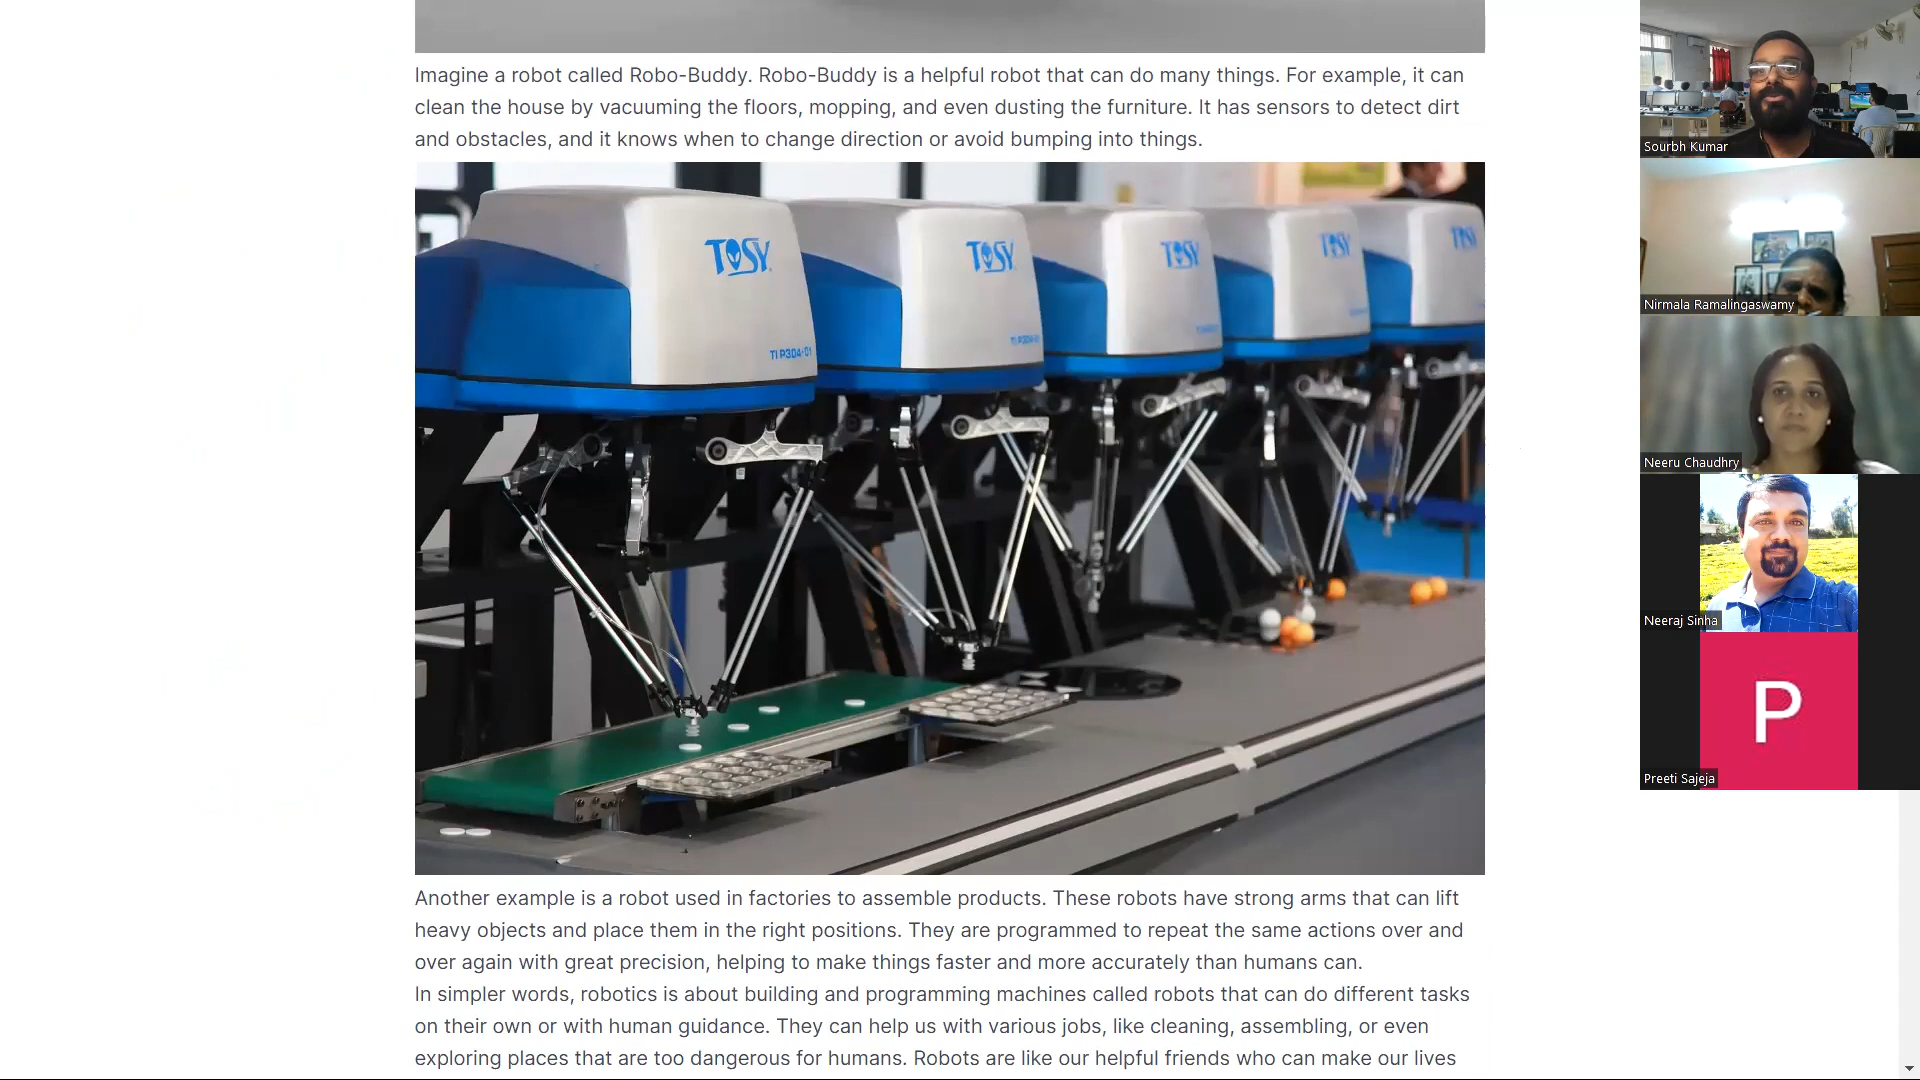 Imagine a robot called Robo-Buddy. Robo-Buddy is a helpful robot that can do many things. For example, it can
clean the house by vacuuming the floors, mopping, and even dusting the furniture. It has sensors to detect dirt
and obstacles, and it knows when to change direction or avoid bumping into things.
TOSY
TOSY
TOSY
TOSY
TOSY
TI P304-01
Another example is a robot used in factories to assemble products. These robots have strong arms that can lift
heavy objects and place them in the right positions. They are programmed to repeat the same actions over and
over again with great precision, helping to make things faster and more accurately than humans can.
In simpler words, robotics is about building and programming machines called robots that can do different tasks
on their own or with human guidance. They can help us with various jobs, like cleaning, assembling, or even
exploring places that are too dangerous for humans. Robots are like our helpful friends who can make our lives
Sourbh Kumar
Nirmala Ramalingaswamy
Neeru Chaudhry
Neeraj Sinha
P
Preeti Sajeja